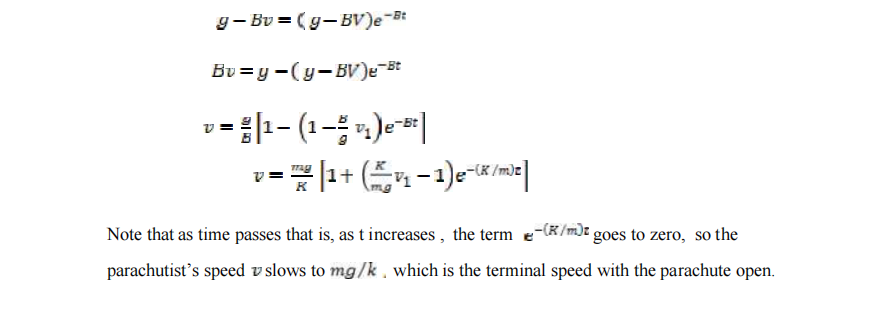 g − Bv = (g − BV)e^{−Bt}
Bv = y − (y − BV)e^{−Bt}
v = g/B [1 − (1 − B/g v₁)e^{−Bt}]
v = mg/K [1 + (K/mg v₁ − 1)e^{−(K/m)t}]
Note that as time passes that is, as t increases , the term e^{−(K/m)t} goes to zero, so the
parachutist's speed v slows to mg/k . which is the terminal speed with the parachute open.